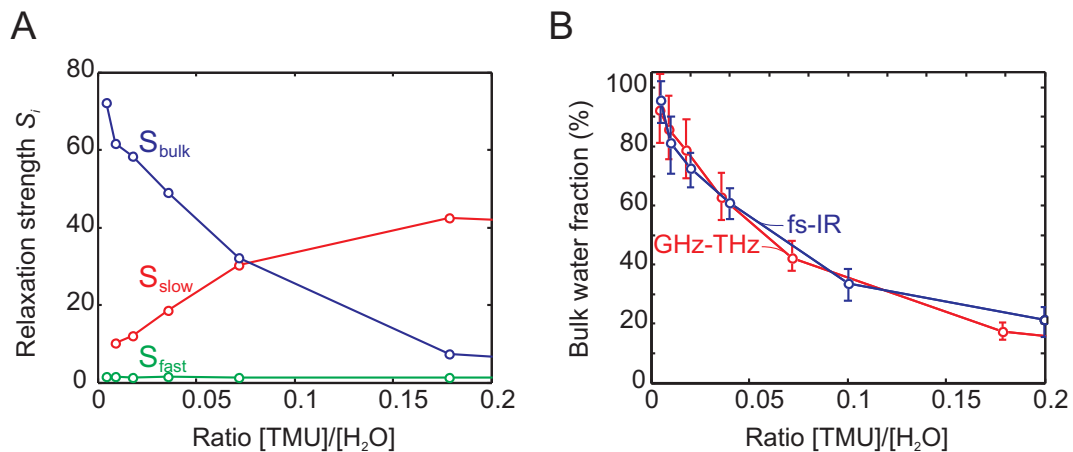 A
Relaxation strength Sᵢ
80
60
40
20
0
S_bulk
S_slow
S_fast
0
0.05
0.1
0.15
0.2
Ratio [TMU]/[H₂O]
B
Bulk water fraction (%)
100
80
60
40
20
0
fs-IR
GHz-THz
0
0.05
0.1
0.15
0.2
Ratio [TMU]/[H₂O]